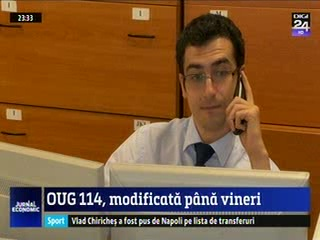 23:33
DIGI
24
HD
JURNAL
ECONOMIC
OUG 114, modificată până vineri
Sport
Vlad Chiricheș a fost pus de Napoli pe lista de transferuri